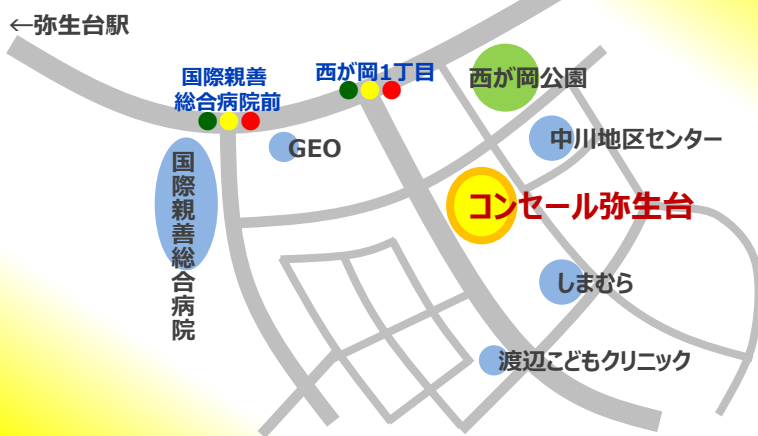 ←弥生台駅
国際親善
総合病院前
西が岡1丁目
西が岡公園
GEO
中川地区センター
国際親善総合病院
コンセール弥生台
しまむら
渡辺こどもクリニック